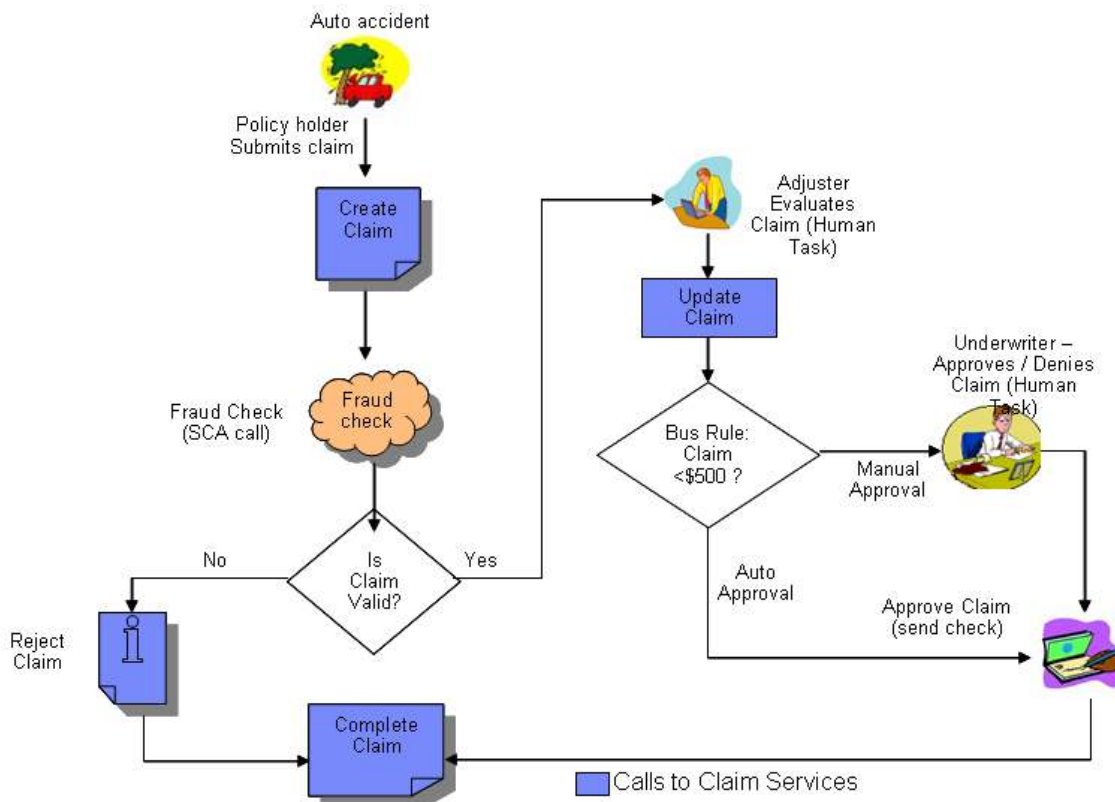 Auto accident
Policy holder
Submits claim
Create
Claim
Fraud Check
(SCA call)
Fraud
check
Is
Claim
Valid?
No
Yes
Reject
Claim
Adjuster
Evaluates
Claim (Human
Task)
Update
Claim
Bus Rule:
Claim
<$500 ?
Manual
Approval
Underwriter –
Approves / Denies
Claim (Human
Task)
Auto
Approval
Approve Claim
(send check)
Complete
Claim
Calls to Claim Services